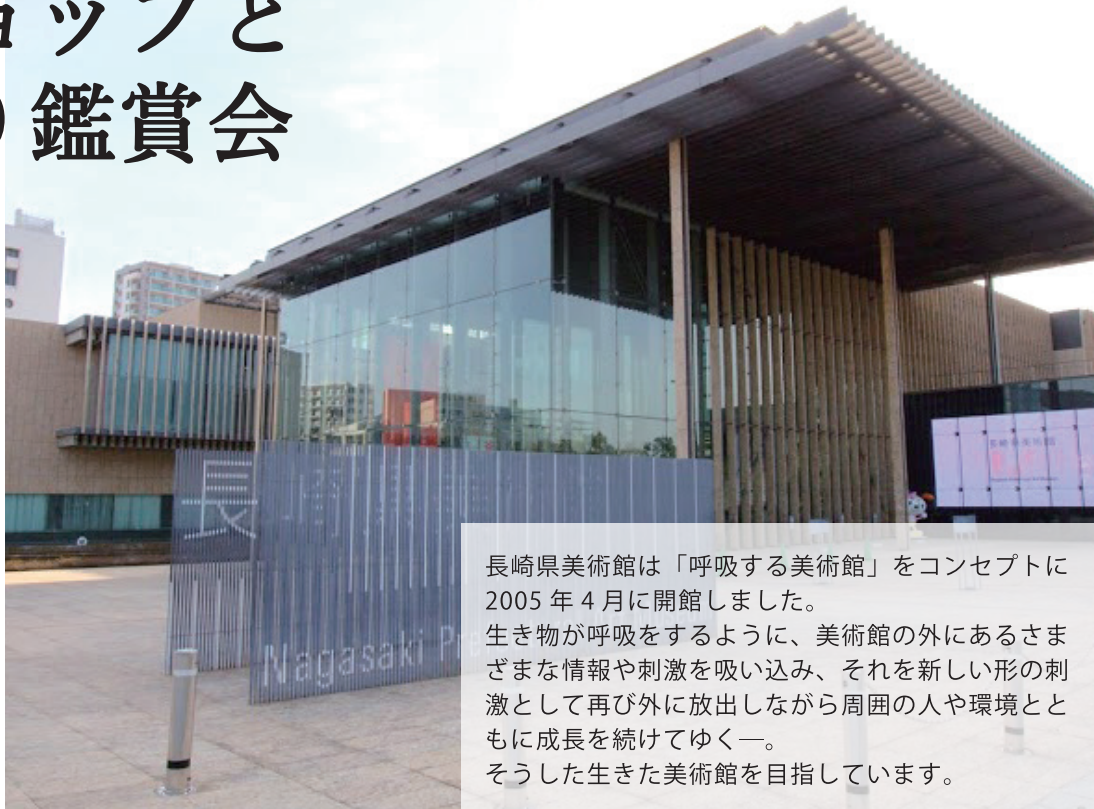 ョップと
鑑賞会
長
Nagasaki Pre
長崎県美術館
長崎県美術館は「呼吸する美術館」をコンセプトに
2005 年 4 月に開館しました。
生き物が呼吸をするように、美術館の外にあるさま
ざまな情報や刺激を吸い込み、それを新しい形の刺
激として再び外に放出しながら周囲の人や環境とと
もに成長を続けてゆく―。
そうした生きた美術館を目指しています。